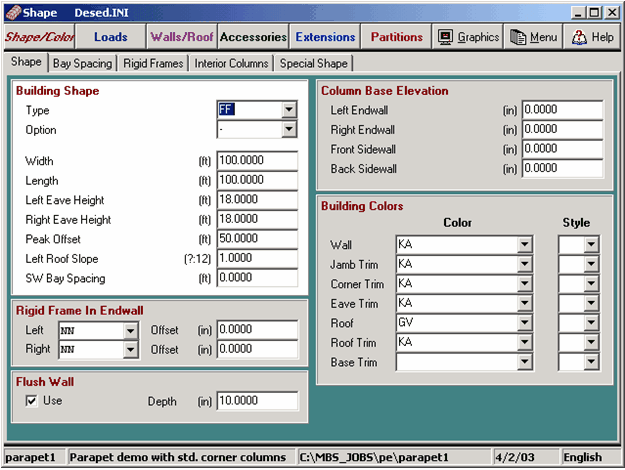 Shape Desed.INI
Shape/Color Loads Walls/Roof Accessories Extensions Partitions Graphics Menu Help
Shape Bay Spacing Rigid Frames Interior Columns Special Shape
Building Shape
Type FF
Option -
Width (ft) 100.0000
Length (ft) 100.0000
Left Eave Height (ft) 18.0000
Right Eave Height (ft) 18.0000
Peak Offset (ft) 50.0000
Left Roof Slope (?:12) 1.0000
SW Bay Spacing (ft) 0.0000
Rigid Frame In Endwall
Left NN Offset (in) 0.0000
Right NN Offset (in) 0.0000
Flush Wall
Use Depth (in) 10.0000
Column Base Elevation
Left Endwall (in) 0.0000
Right Endwall (in) 0.0000
Front Sidewall (in) 0.0000
Back Sidewall (in) 0.0000
Building Colors
Color Style
Wall KA
Jamb Trim KA
Corner Trim KA
Eave Trim KA
Roof GV
Roof Trim KA
Base Trim
parapet1 Parapet demo with std. corner columns C:\MBS_JOBS\pe\parapet1 4/2/03 English